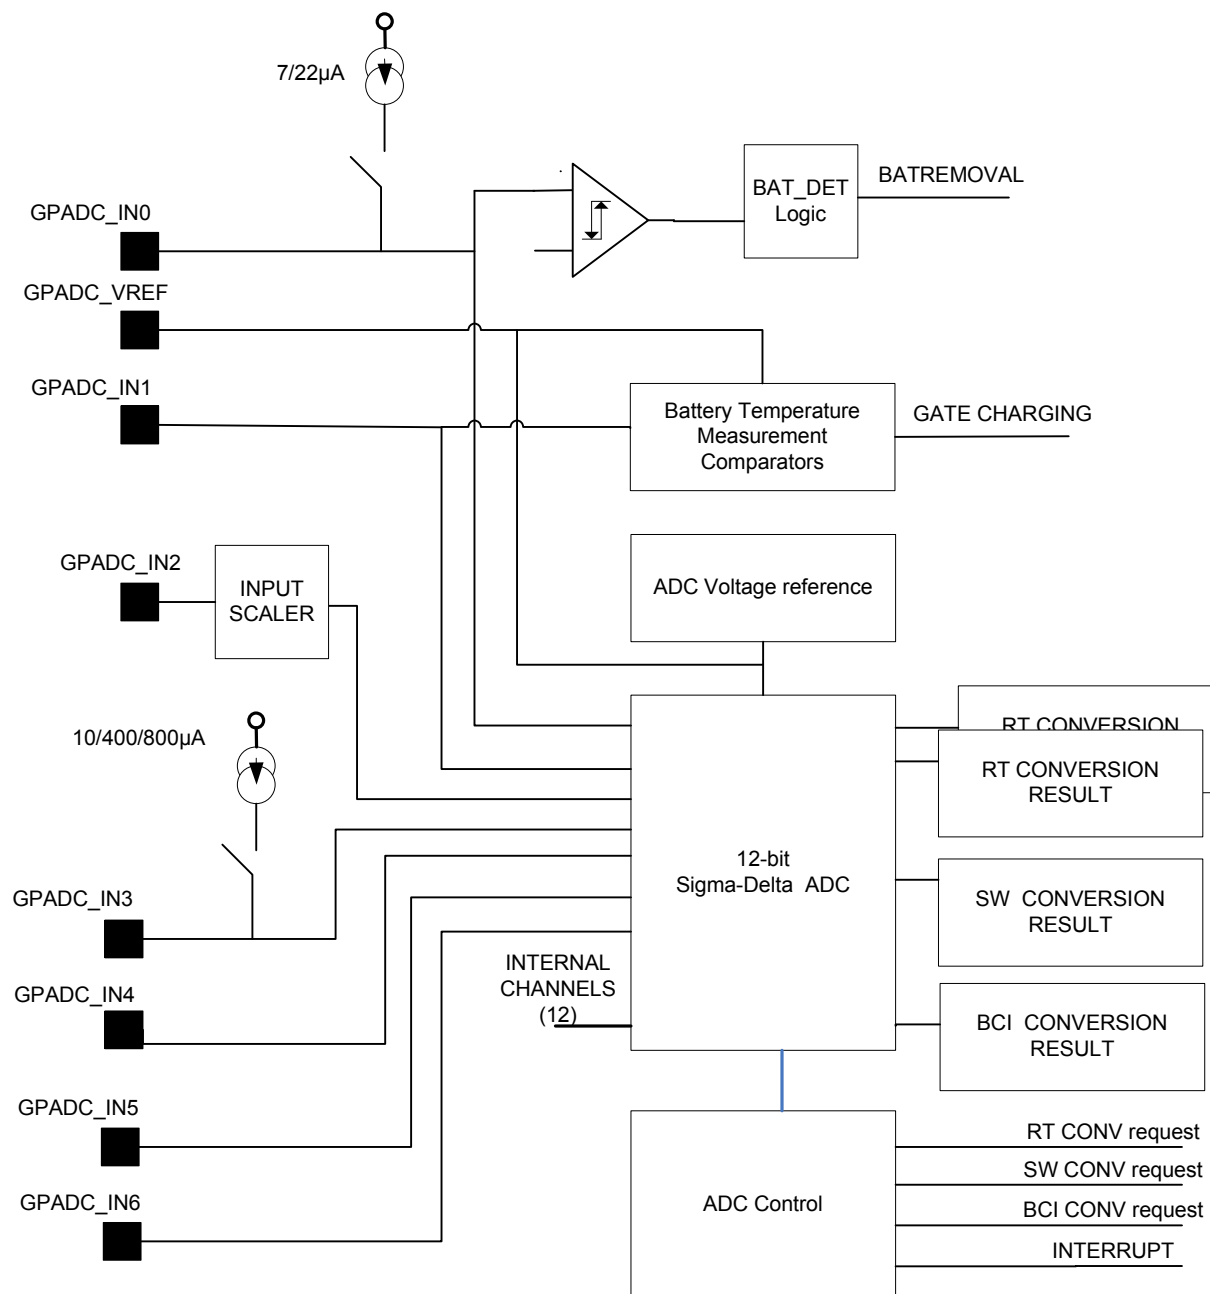 7/22µA
BATREMOVAL
BAT_DET
Logic
GPADC_IN0
GPADC_VREF
GPADC_IN1
Battery Temperature
Measurement
Comparators
GATE CHARGING
GPADC_IN2
INPUT
SCALER
ADC Voltage reference
10/400/800µA
RT CONVERSION
RT CONVERSION
RESULT
12-bit
Sigma-Delta ADC
SW CONVERSION
RESULT
GPADC_IN3
INTERNAL
CHANNELS
(12)
GPADC_IN4
BCI CONVERSION
RESULT
GPADC_IN5
RT CONV request
SW CONV request
GPADC_IN6
ADC Control
BCI CONV request
INTERRUPT